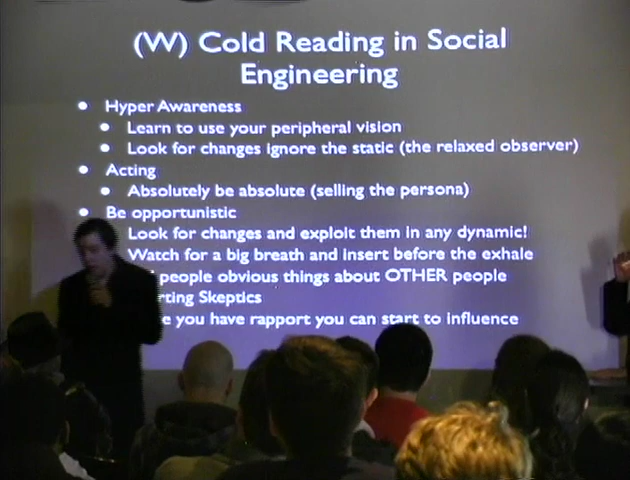 (W) Cold Reading in Social
Engineering
Hyper Awareness
Learn to use your peripheral vision
Look for changes ignore the static (the relaxed observer)
Acting
Absolutely be absolute (selling the persona)
Be opportunistic
Look for changes and exploit them in any dynamic!
Watch for a big breath and insert before the exhale
people obvious things about OTHER people
Skeptics
you have rapport you can start to influence